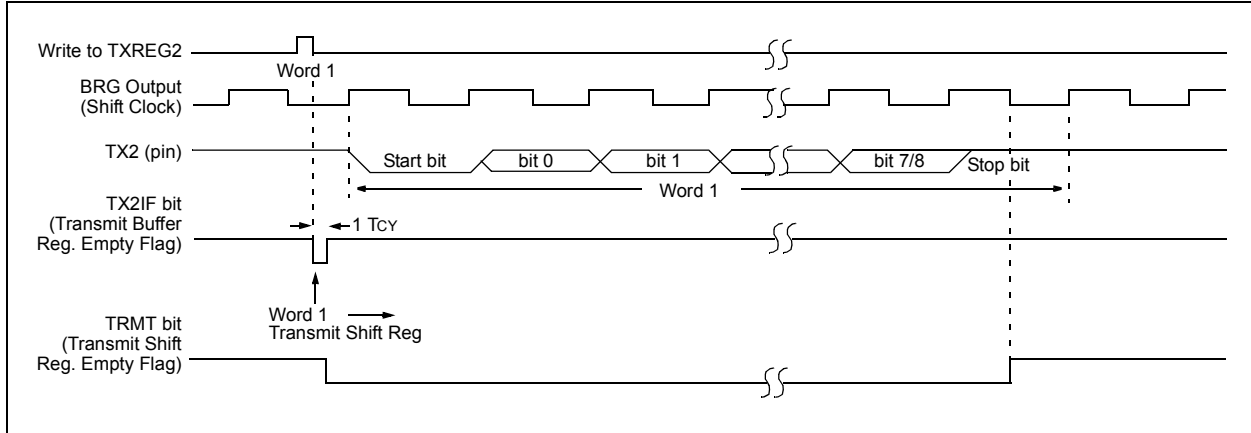 Write to TXREG2
Word 1
BRG Output
(Shift Clock)
TX2 (pin)
Start bit
bit 0
bit 1
bit 7/8
Stop bit
Word 1
TX2IF bit
(Transmit Buffer
Reg. Empty Flag)
1 TCY
Word 1
Transmit Shift Reg
TRMT bit
(Transmit Shift
Reg. Empty Flag)